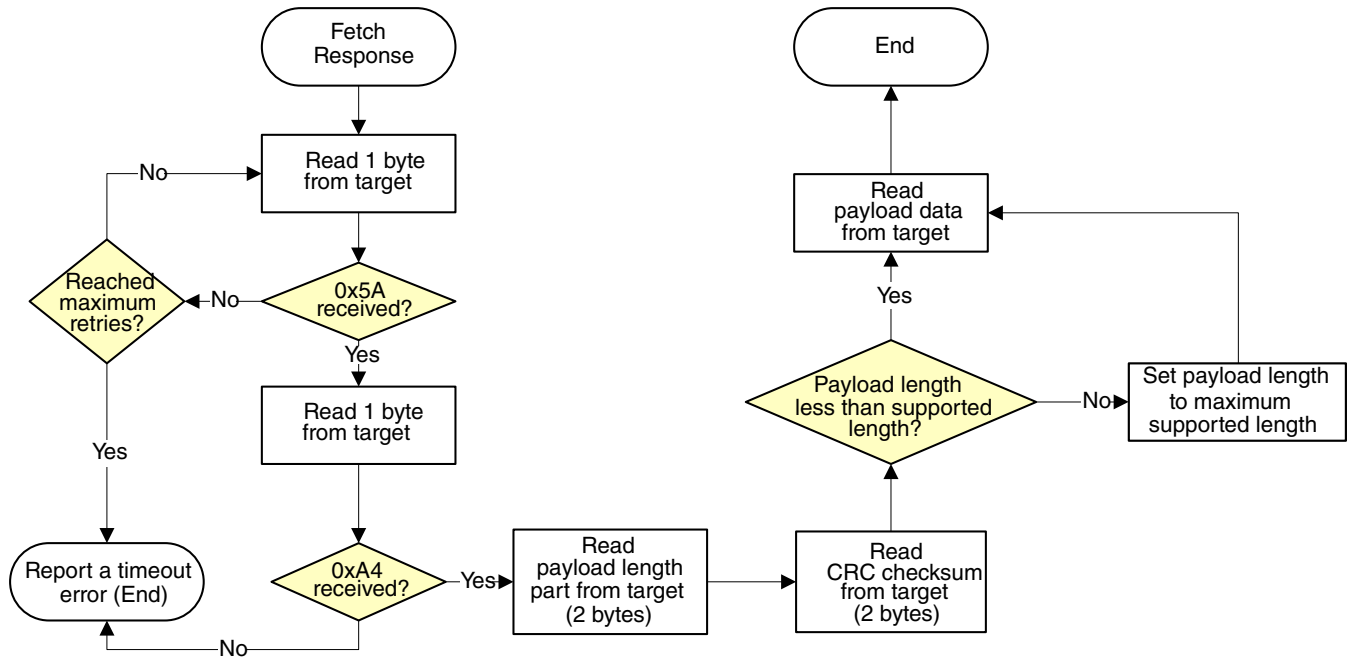 Fetch
Response
Read 1 byte
from target
No
Reached
maximum
retries?
No
0x5A
received?
Yes
Read 1 byte
from target
Yes
Report a timeout
error (End)
0xA4
received?
No
Yes
Read
payload length
part from target
(2 bytes)
Read
CRC checksum
from target
(2 bytes)
Payload length
less than supported
length?
No
Set payload length
to maximum
supported length
Yes
Read
payload data
from target
End